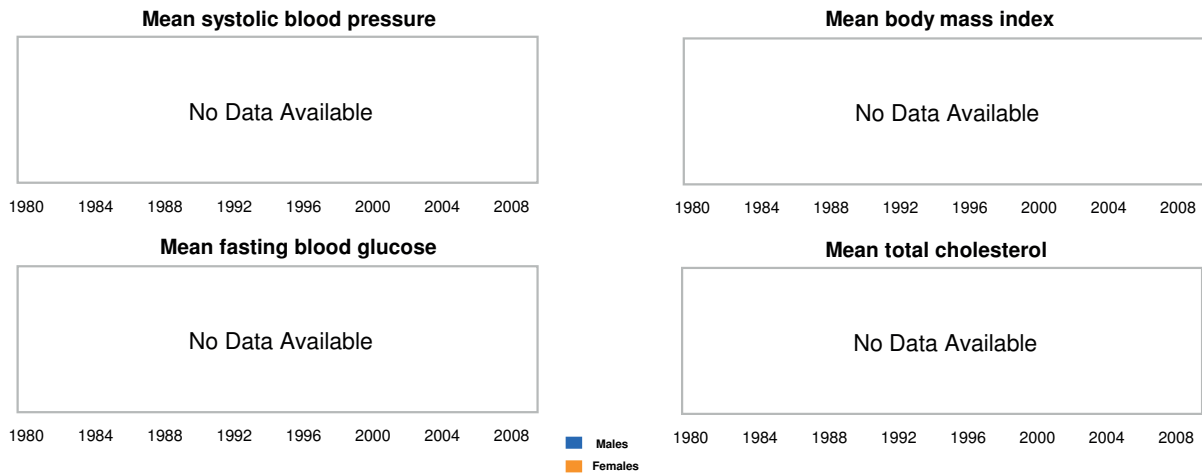 Mean systolic blood pressure
No Data Available
1980 1984 1988 1992 1996 2000 2004 2008
Mean body mass index
No Data Available
1980 1984 1988 1992 1996 2000 2004 2008
Mean fasting blood glucose
No Data Available
1980 1984 1988 1992 1996 2000 2004 2008
Mean total cholesterol
No Data Available
1980 1984 1988 1992 1996 2000 2004 2008
Males
Females